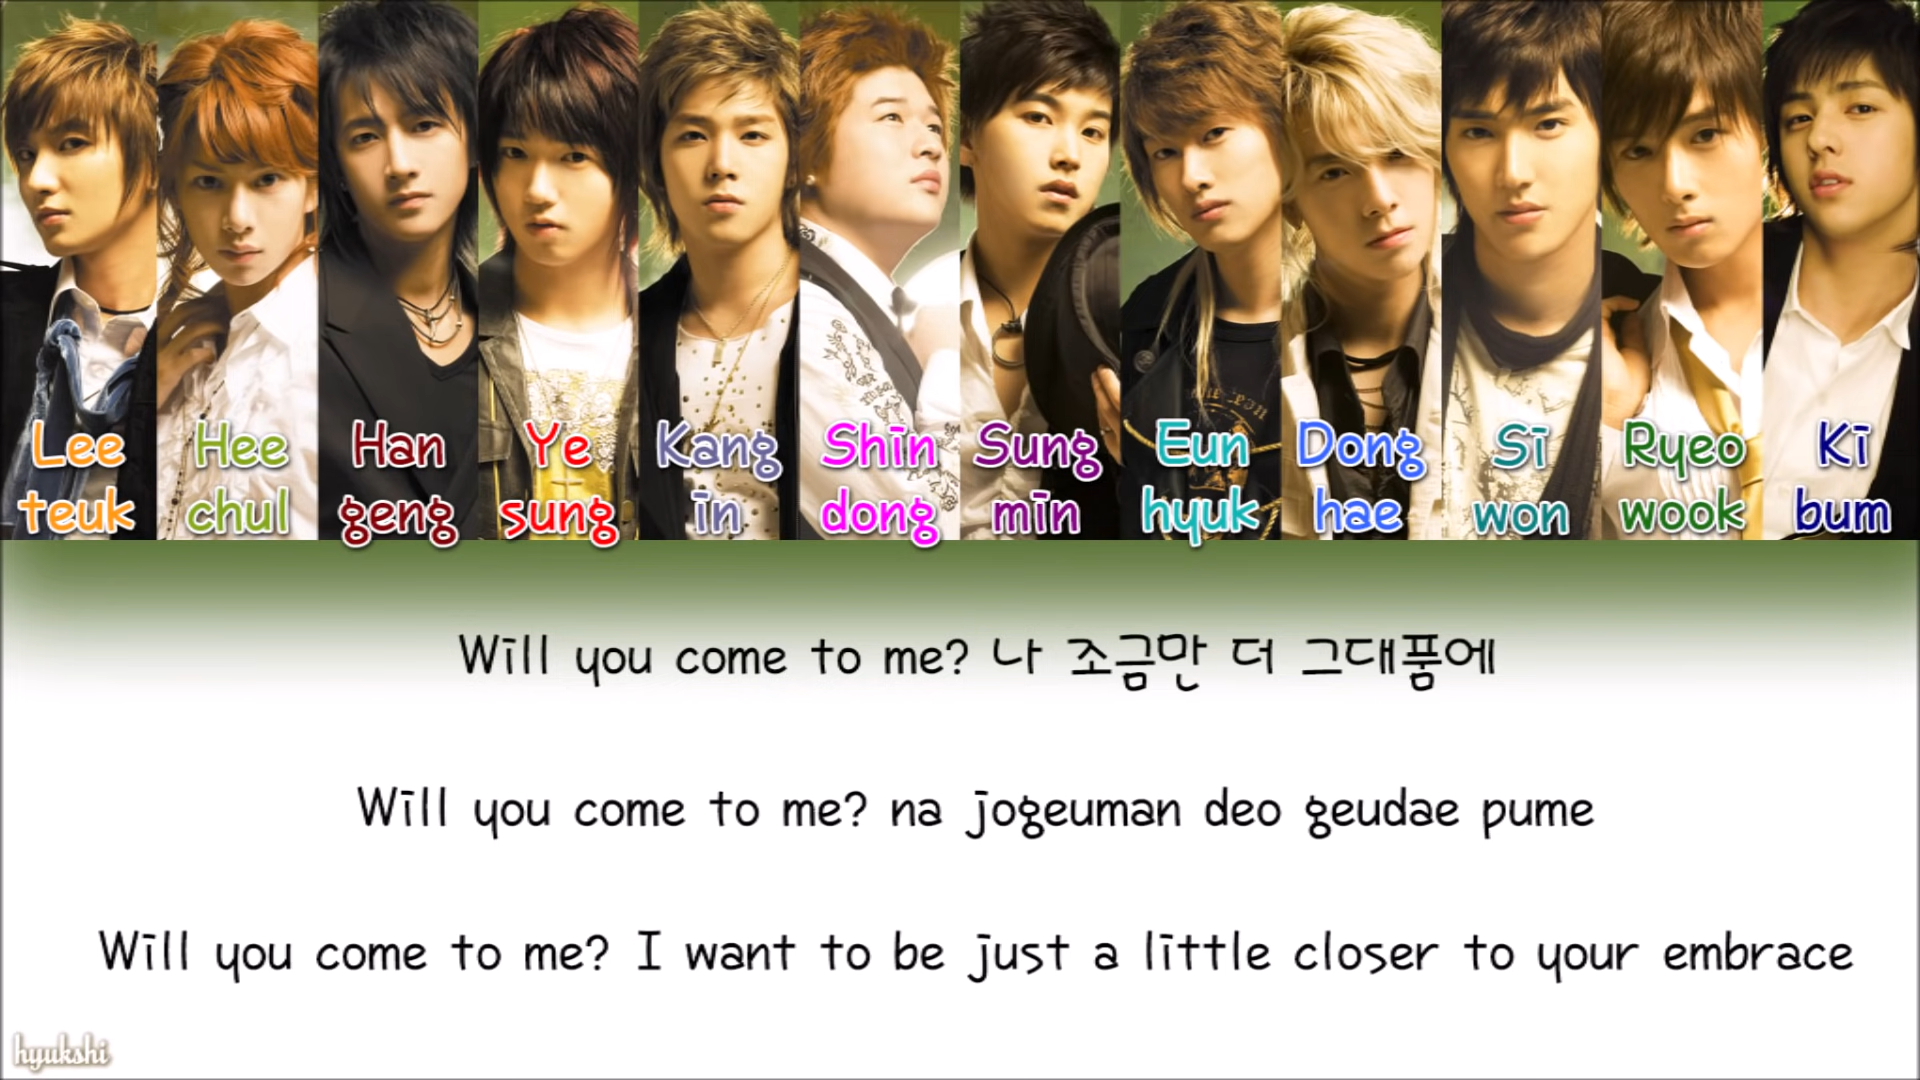 Lee teuk
Hee chul
Han geng
Ye sung
Kang in
Shin dong
Sung min
Eun hyuk
Dong hae
Si won
Ryeo wook
Ki bum
Will you come to me? 나 조금만 더 그대품에
Will you come to me? na jogeuman deo geudae pume
Will you come to me? I want to be just a little closer to your embrace
hyukshi